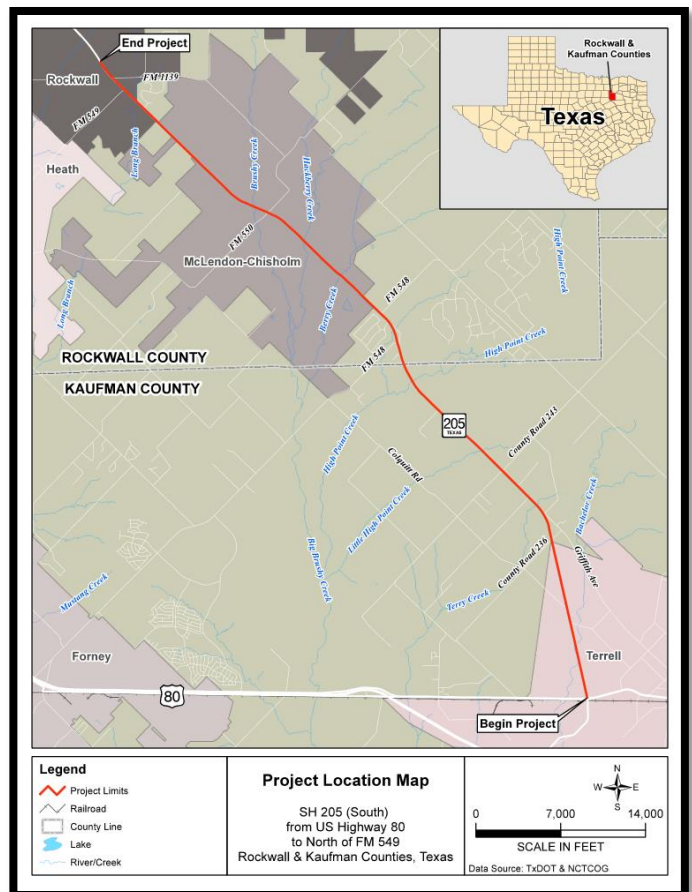 End Project
Rockwall
FM 1139
FM 549
Heath
Long Branch
Brushy Creek
Hackberry Creek
FM 550
McLendon-Chisholm
Long Branch
Berry Creek
FM 548
High Point Creek
Rockwall &
Kaufman Counties
Texas
ROCKWALL COUNTY
KAUFMAN COUNTY
FM 548
High Point Creek
205
TEXAS
County Road 243
High Point Creek
Colquitt Rd
Little High Point Creek
Bachelor Creek
County Road 236
Griffith Ave
Big Brushy Creek
Terry Creek
Mustang Creek
Forney
Terrell
80
Begin Project
Legend
Project Limits
Railroad
County Line
Lake
River/Creek
Project Location Map
SH 205 (South)
from US Highway 80
to North of FM 549
Rockwall & Kaufman Counties, Texas
N
W E
S
0 7,000 14,000
SCALE IN FEET
Data Source: TxDOT & NCTCOG